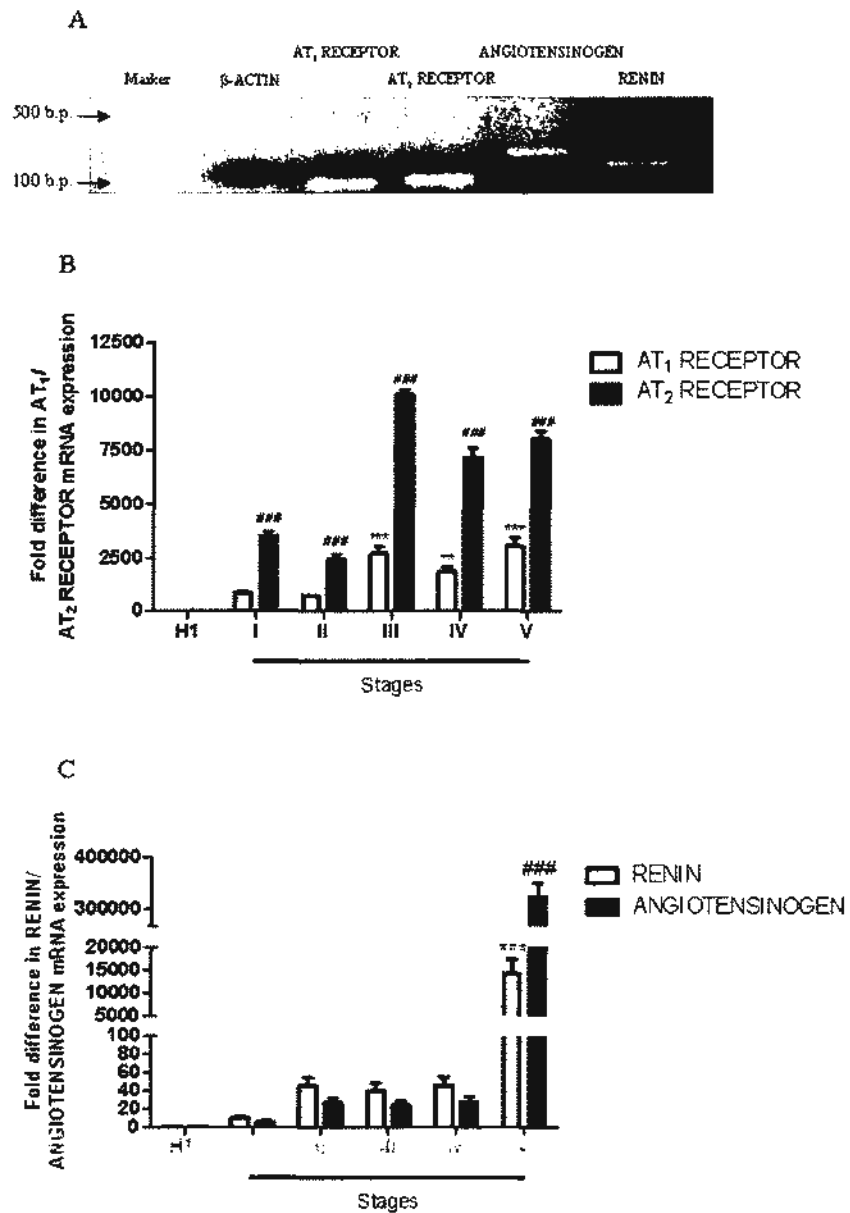 A
AT₁ RECEPTOR ANGIOTENSINOGEN
Marker β-ACTIN RENIN
500 b.p.
100 b.p.
B
Fold difference in AT₁/
AT₂ RECEPTOR mRNA expression
12500
10000
7500
5000
2500
0
###
###
***
###
**
###
***
###
H1 I II III IV V
Stages
AT₁ RECEPTOR
AT₂ RECEPTOR
C
Fold difference in RENIN/
ANGIOTENSINOGEN mRNA expression
400000
300000
20000
15000
10000
5000
100
80
60
40
20
0
***
###
H1
Stages
RENIN
ANGIOTENSINOGEN